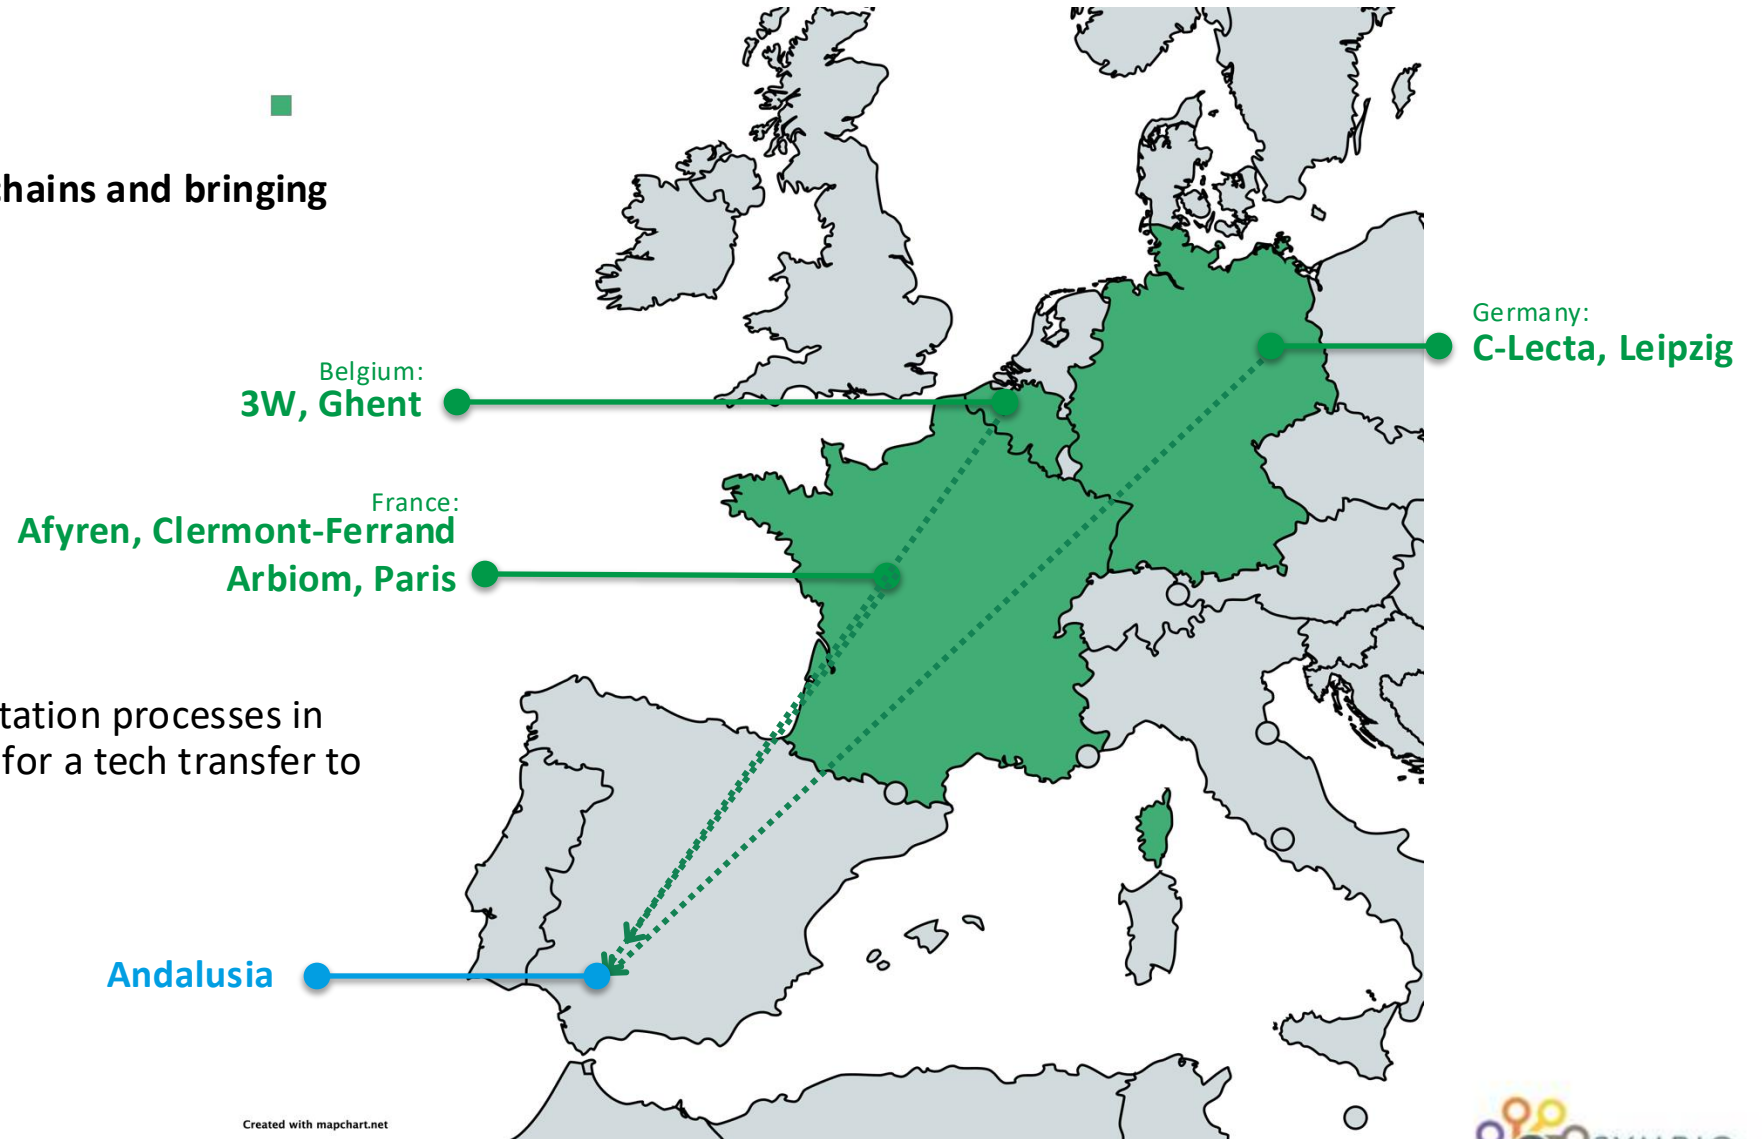 chains and bringing
Germany:
C-Lecta, Leipzig
Belgium:
3W, Ghent
France:
Afyren, Clermont-Ferrand
Arbiom, Paris
tation processes in
for a tech transfer to
Andalusia
Created with mapchart.net